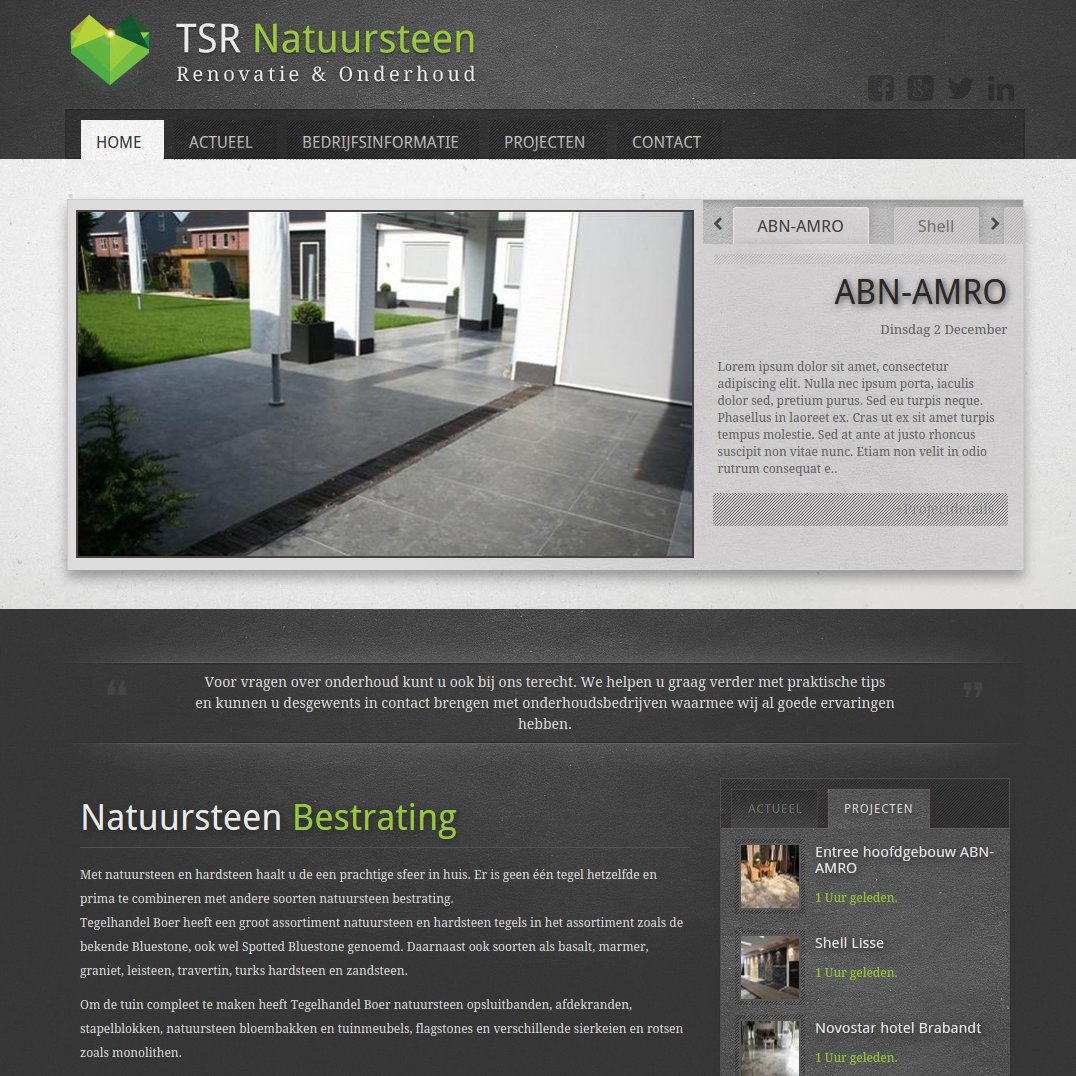 TSR Natuursteen
Renovatie & Onderhoud
HOME
ACTUEEL
BEDRIJFSINFORMATIE
PROJECTEN
CONTACT
ABN-AMRO
Shell
ABN-AMRO
Dinsdag 2 December
Lorem ipsum dolor sit amet, consectetur
adipiscing elit. Nulla nec ipsum porta, iaculis
dolor sed, pretium purus. Sed eu turpis neque.
Phasellus in laoreet ex. Cras ut ex sit amet turpis
tempus molestie. Sed at ante at justo rhoncus
suscipit non vitae nunc. Etiam non velit in odio
rutrum consequat e..
+Projectdetails
“
Voor vragen over onderhoud kunt u ook bij ons terecht. We helpen u graag verder met praktische tips
en kunnen u desgewents in contact brengen met onderhoudsbedrijven waarmee wij al goede ervaringen
hebben.
”
Natuursteen Bestrating
Met natuursteen en hardsteen haalt u de een prachtige sfeer in huis. Er is geen één tegel hetzelfde en
prima te combineren met andere soorten natuursteen bestrating.
Tegelhandel Boer heeft een groot assortiment natuursteen en hardsteen tegels in het assortiment zoals de
bekende Bluestone, ook wel Spotted Bluestone genoemd. Daarnaast ook soorten als basalt, marmer,
graniet, leisteen, travertin, turks hardsteen en zandsteen.
Om de tuin compleet te maken heeft Tegelhandel Boer natuursteen opsluitbanden, afdekranden,
stapelblokken, natuursteen bloembakken en tuinmeubels, flagstones en verschillende sierkeien en rotsen
zoals monolithen.
ACTUEEL
PROJECTEN
Entree hoofdgebouw ABN-
AMRO
1 Uur geleden.
Shell Lisse
1 Uur geleden.
Novostar hotel Brabandt
1 Uur geleden.